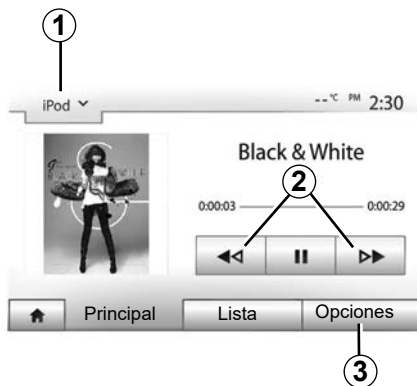 1
iPod
--°C PM 2:30
Black & White
2
0:00:03
0:00:29
Principal
Lista
Opciones
3